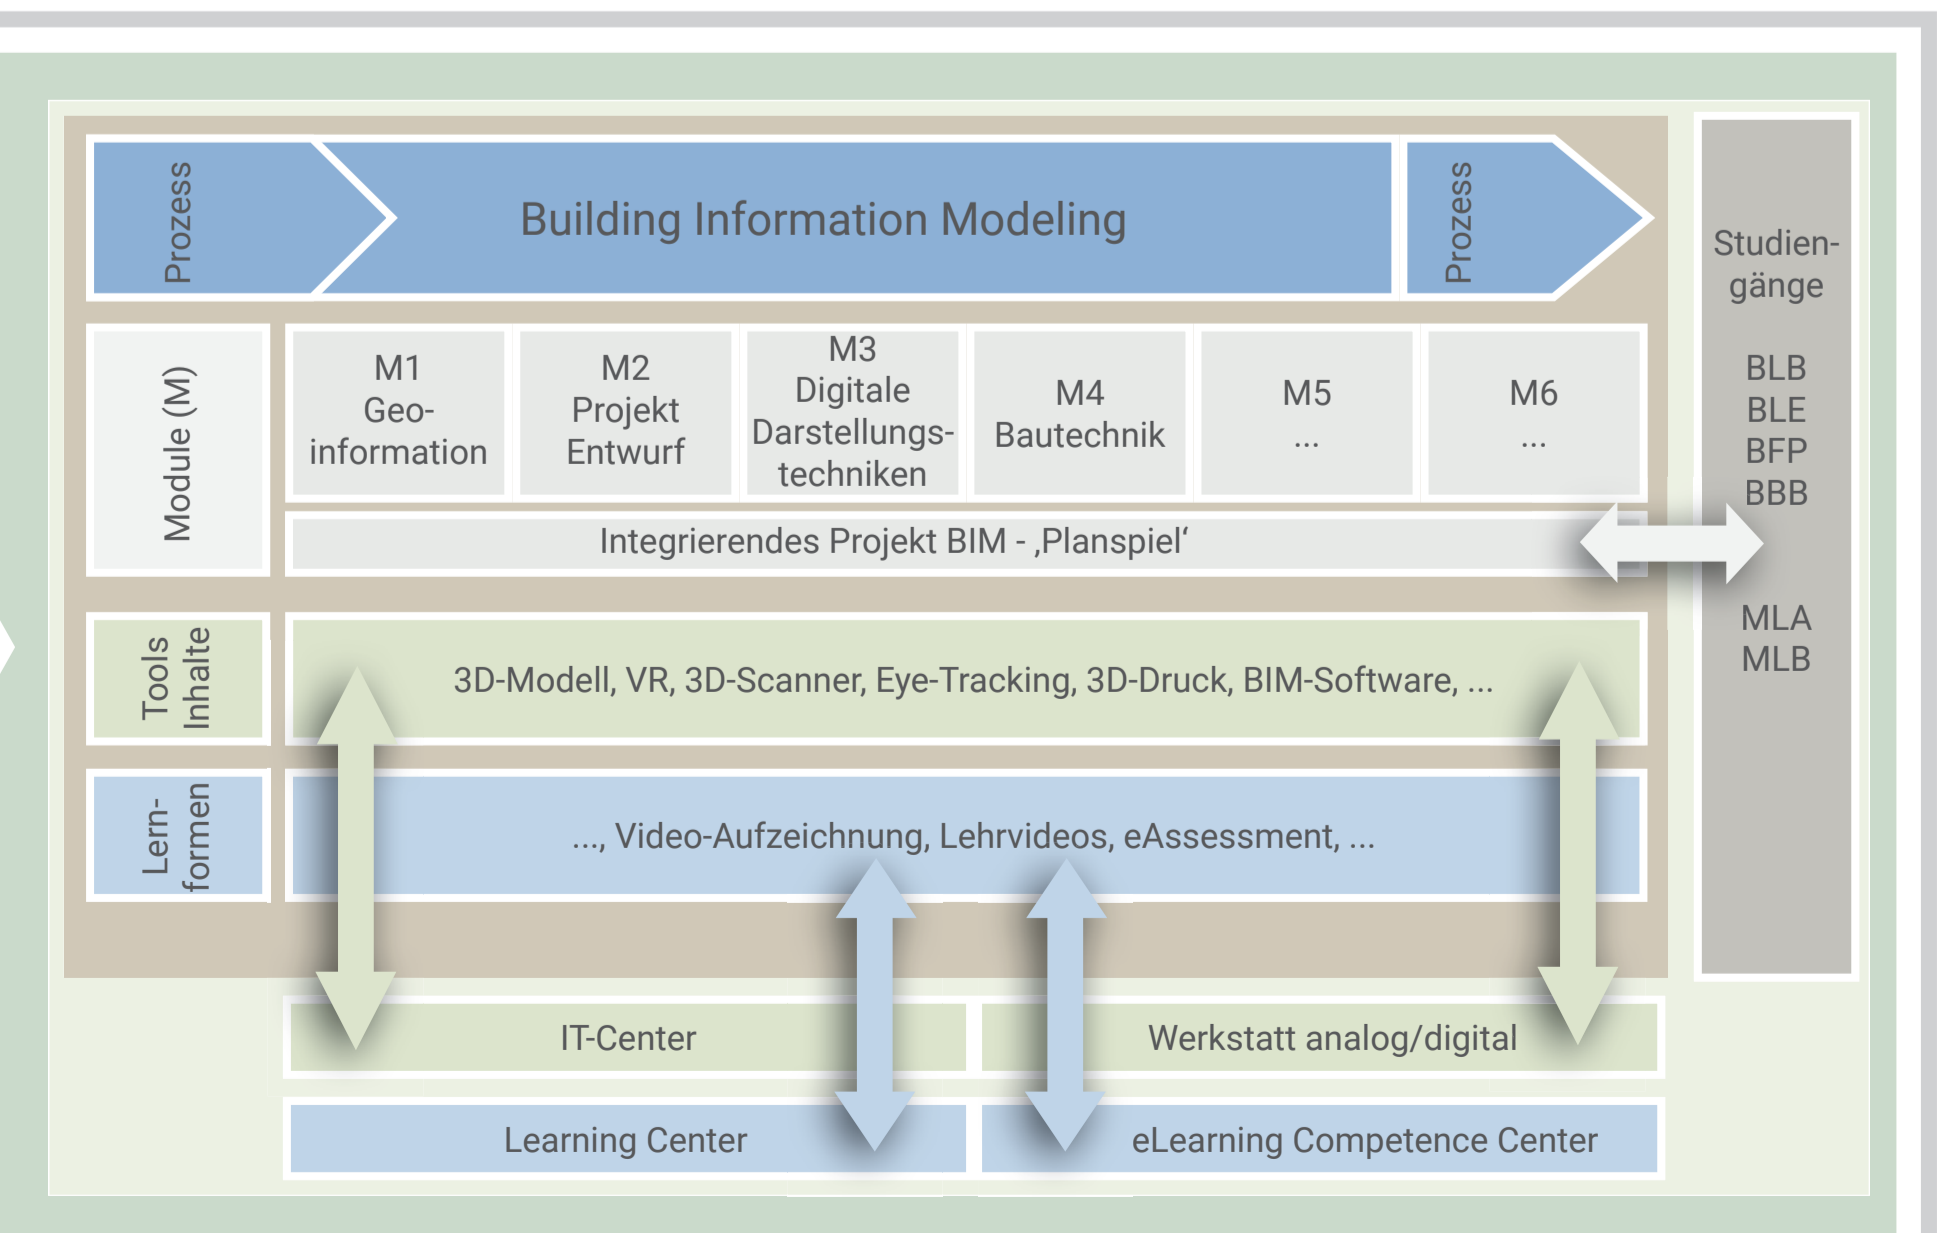 Prozess
Building Information Modeling
Prozess
Module (M)
M1
Geo-
information
M2
Projekt
Entwurf
M3
Digitale
Darstellungs-
techniken
M4
Bautechnik
M5
...
M6
...
Integrierendes Projekt BIM - ‚Planspiel‘
Tools
Inhalte
3D-Modell, VR, 3D-Scanner, Eye-Tracking, 3D-Druck, BIM-Software, ...
Lern-
formen
..., Video-Aufzeichnung, Lehrvideos, eAssessment, ...
IT-Center
Werkstatt analog/digital
Learning Center
eLearning Competence Center
Studien-
gänge
BLB
BLE
BFP
BBB
MLA
MLB